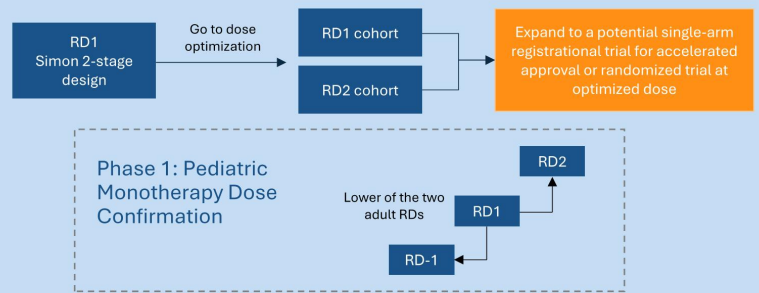 RD1
Simon 2-stage
design
Go to dose
optimization
RD1 cohort
RD2 cohort
Expand to a potential single-arm
registrational trial for accelerated
approval or randomized trial at
optimized dose
Phase 1: Pediatric
Monotherapy Dose
Confirmation
Lower of the two
adult RDs
RD2
RD1
RD-1